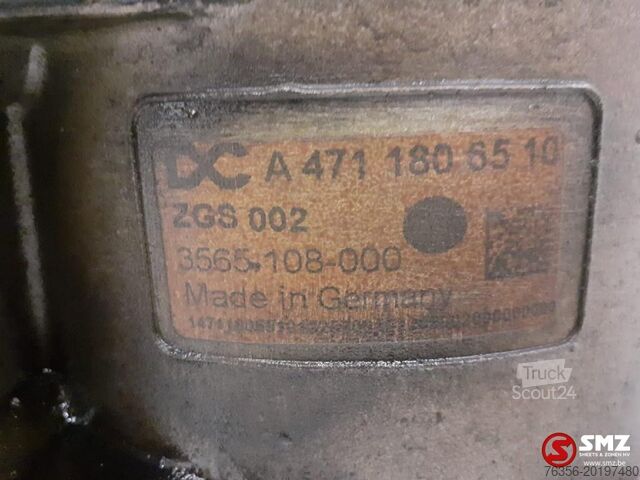 DC A 471 180 65 10
ZGS 002
3565.108-000
Made in Germany
Truck
Scout24
SMZ
SMEETS & ZONEN NV
www.smz.be
76356-20197480